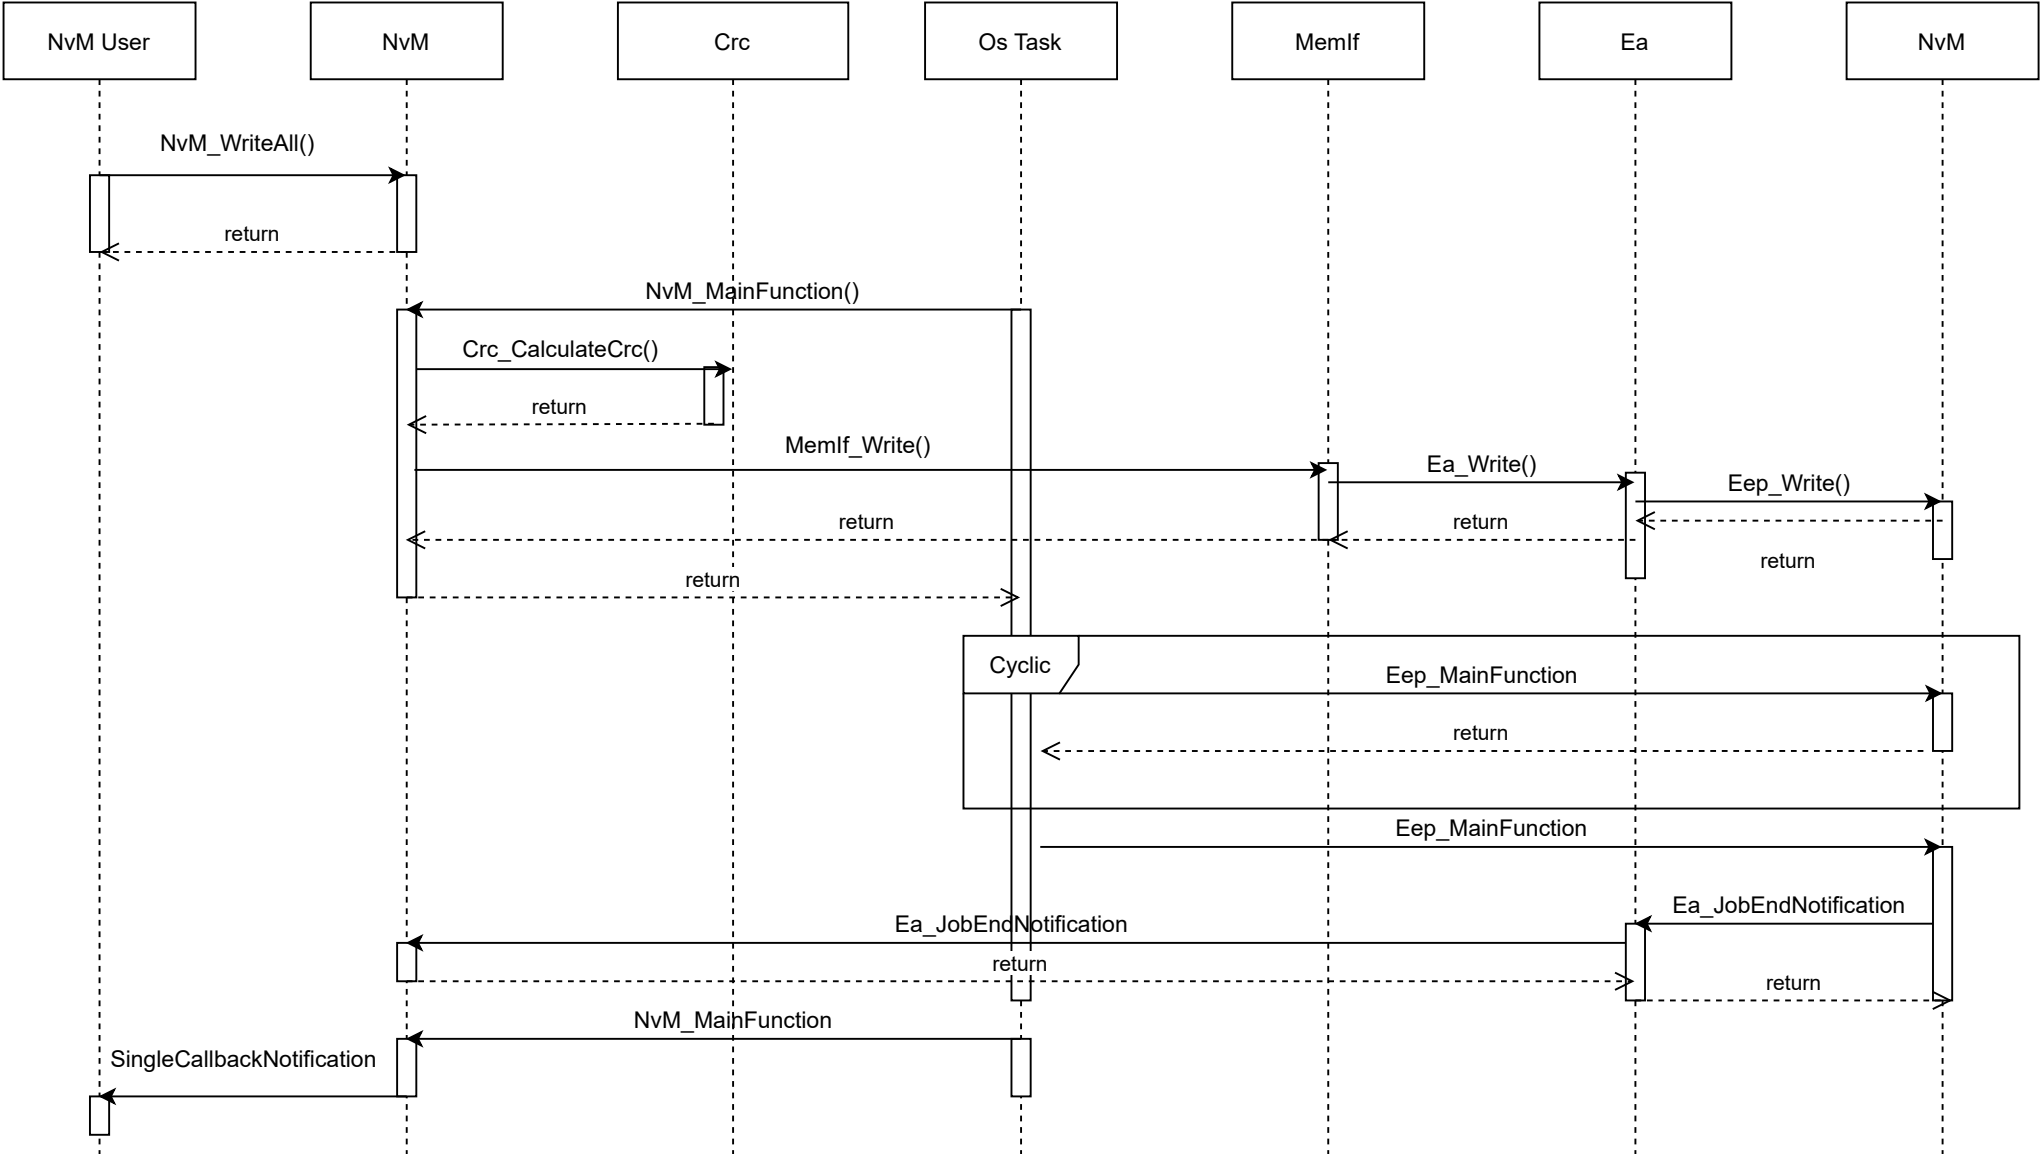 NvM User
NvM
Crc
Os Task
MemIf
Ea
NvM
NvM_WriteAll()
return
NvM_MainFunction()
Crc_CalculateCrc()
return
MemIf_Write()
Ea_Write()
Eep_Write()
return
return
return
return
Cyclic
Eep_MainFunction
return
Eep_MainFunction
Ea_JobEndNotification
Ea_JobEndNotification
return
return
NvM_MainFunction
SingleCallbackNotification